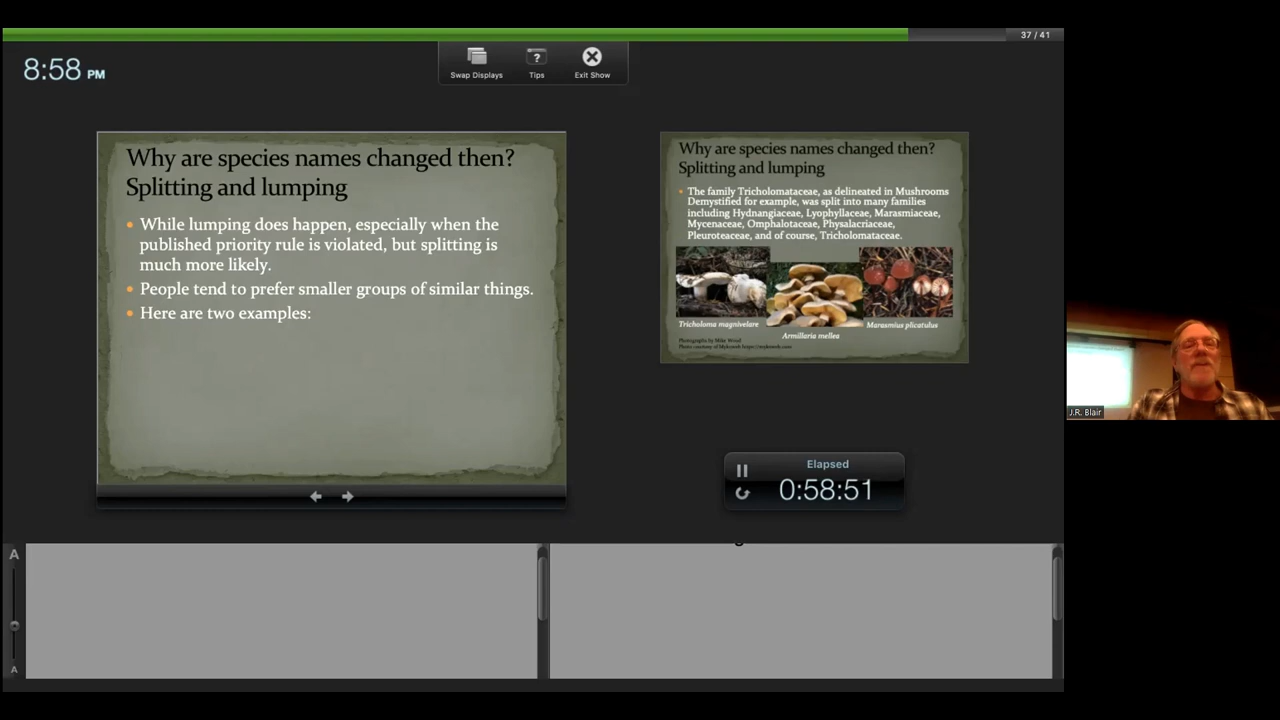 37 / 41
8:58 PM
Swap Displays
Tips
Exit Show
Why are species names changed then?
Splitting and lumping
While lumping does happen, especially when the
published priority rule is violated, but splitting is
much more likely.
People tend to prefer smaller groups of similar things.
Here are two examples:
Why are species names changed then?
Splitting and lumping
The family Tricholomataceae, as delineated in Mushrooms
Demystified for example, was split into many families
including Hydnangiaceae, Lyophyllaceae, Marasmiaceae,
Mycenaceae, Omphalotaceae, Physalacriaceae,
Pleuroteaceae, and of course, Tricholomataceae.
Tricholoma magnivelare
Armillaria mellea
Marasmius plicatulus
Photographs by Mike Wood
J.R. Blair
Elapsed
0:58:51
A
A